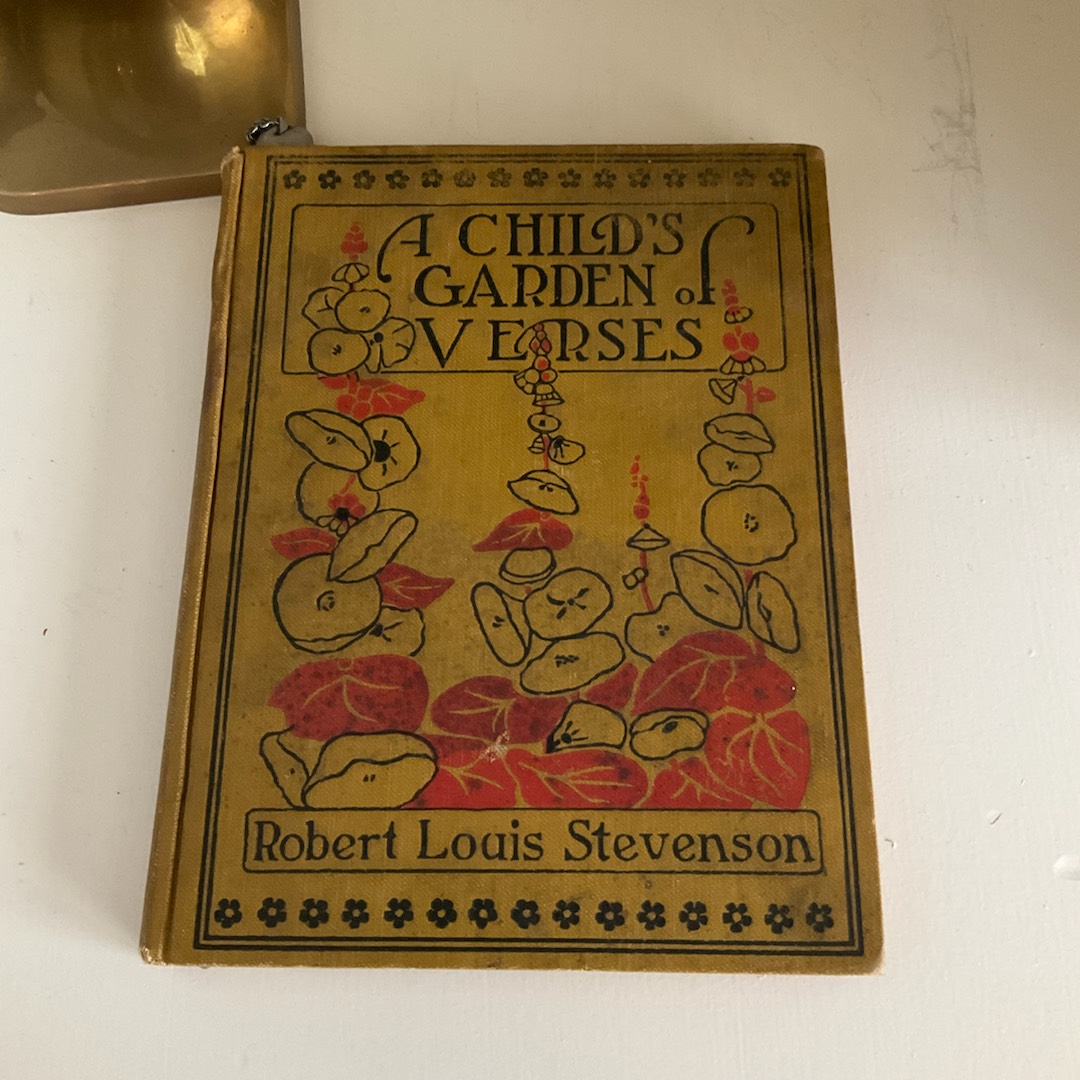 A CHILD'S
GARDEN of
VERSES
Robert Louis Stevenson